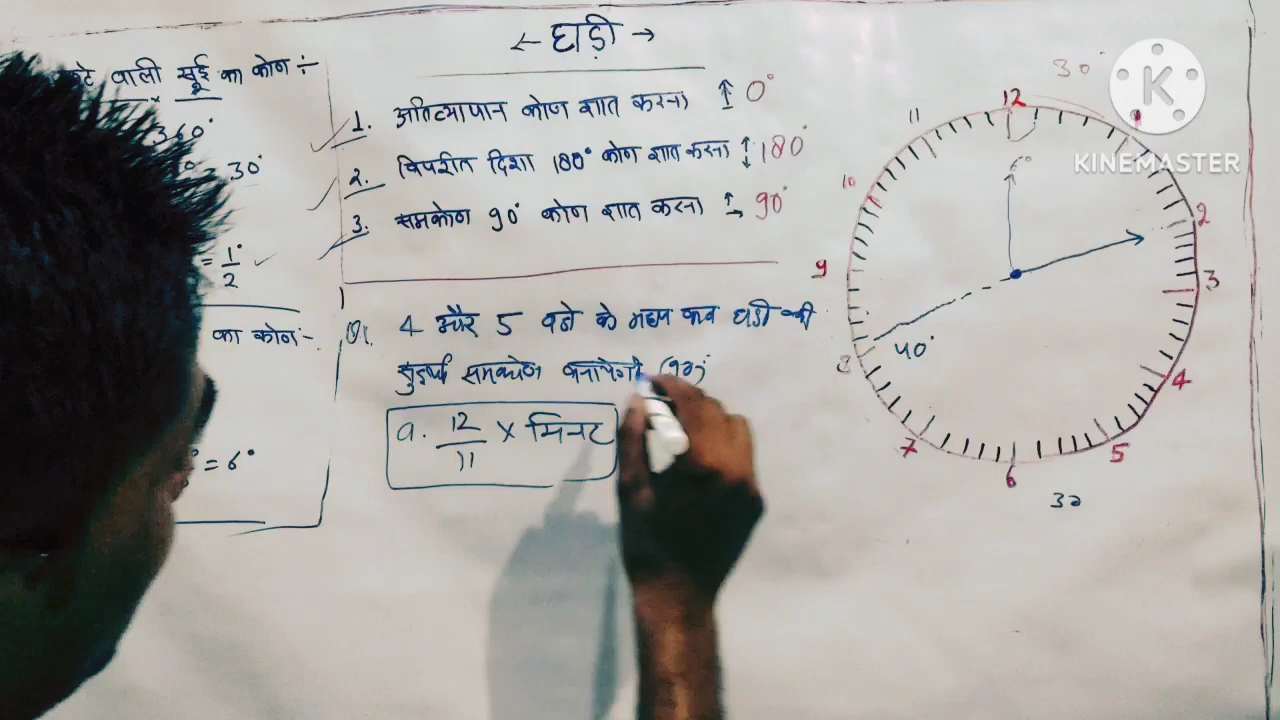 ← घड़ी →
वाली सूई का कोण :-
360°
30°
= 1°/2
का कोण :-
° = 6°
1. अतिव्यापन कोण ज्ञात करना 0°
2. विपरीत दिशा 180° कोण ज्ञात करना 180°
3. समकोण 90° कोण ज्ञात करना 90°
Q1. 4 और 5 बजे के मध्य कब घड़ी की
सुइयाँ समकोण बनायेगी (90°
a. 12/11 × मिनट
30°
12
11
10
9
8
7
6
5
4
3
2
40°
30
K
KINEMASTER